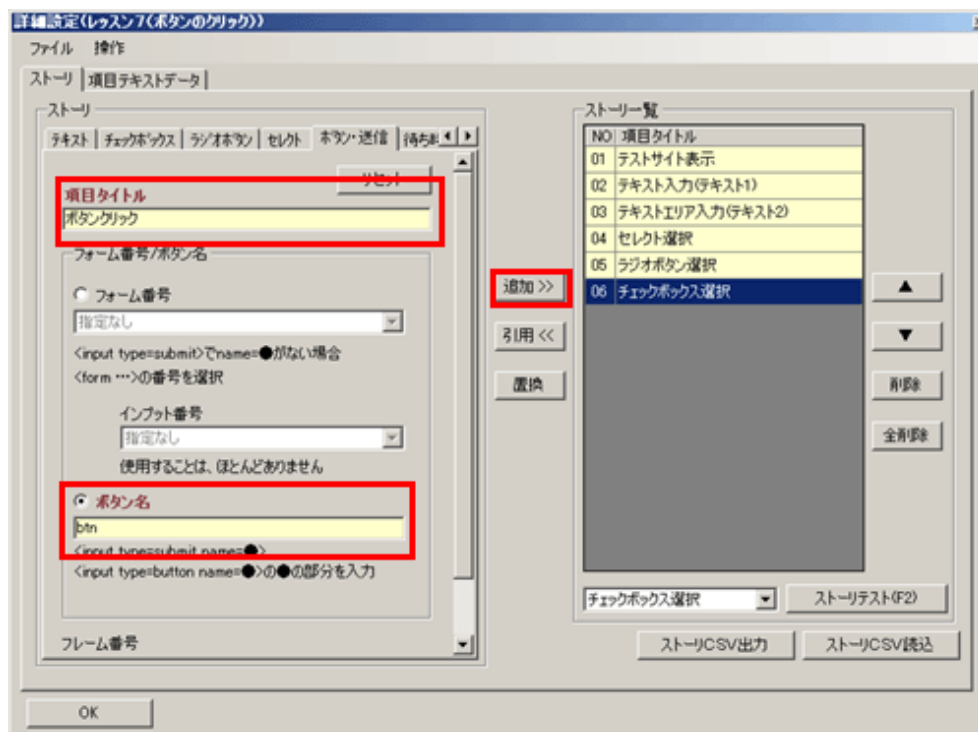 詳細設定(レッスン7(ボタンのクリック))
ファイル 操作
ストーリ 項目テキストデータ
ストーリ
テキスト チェックボックス ラジオボタン セレクト ボタン・送信 待ち
リセット
項目タイトル
ボタンクリック
フォーム番号/ボタン名
フォーム番号
指定なし
<input type=submit>でname=●がない場合
<form …>の番号を選択
インプット番号
指定なし
使用することは、ほとんどありません
ボタン名
btn
<input type=submit name=●>
<input type=button name=●>の●の部分を入力
フレーム番号
追加 >>
引用 <<
置換
ストーリ一覧
NO 項目タイトル
01 テストサイト表示
02 テキスト入力(テキスト1)
03 テキストエリア入力(テキスト2)
04 セレクト選択
05 ラジオボタン選択
06 チェックボックス選択
▲
▼
削除
全削除
チェックボックス選択 ストーリテスト(F2)
ストーリCSV出力 ストーリCSV読込
OK